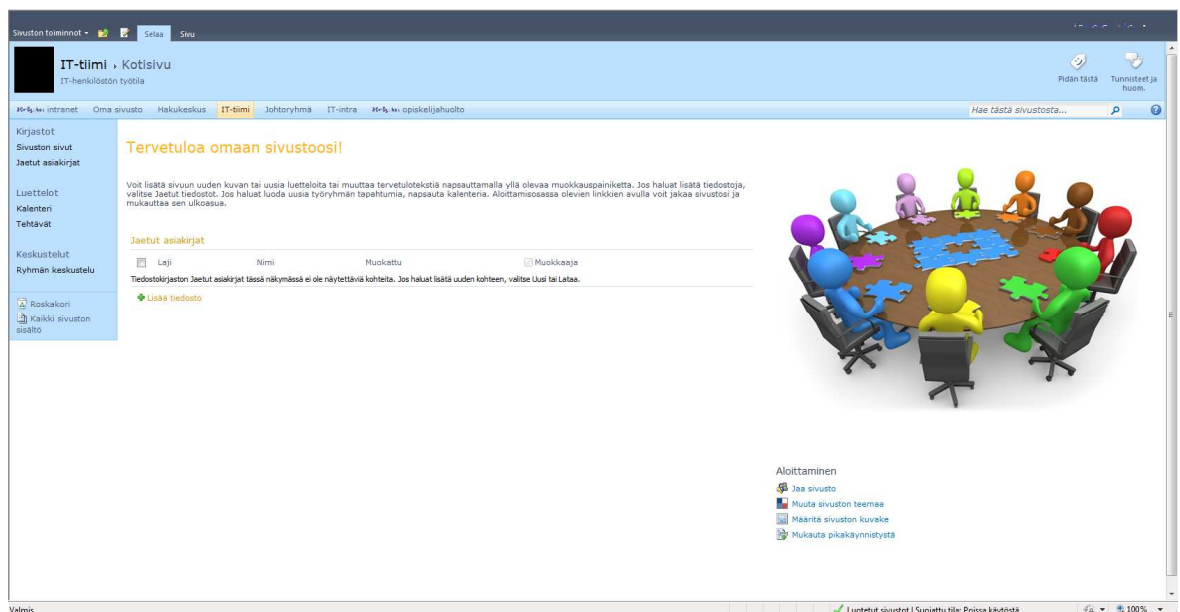 Sivuston toiminnot
Selaa
Sivu
IT-tiimi › Kotisivu
IT-henkilöstön työtila
Pidän tästä
Tunnisteet ja huom.
intranet
Oma sivusto
Hakukeskus
IT-tiimi
Johtoryhmä
IT-intra
opiskelijahuolto
Hae tästä sivustosta...
Kirjastot
Sivuston sivut
Jaetut asiakirjat
Luettelot
Kalenteri
Tehtävät
Keskustelut
Ryhmän keskustelu
Roskakori
Kaikki sivuston
sisältö
Tervetuloa omaan sivustoosi!
Voit lisätä sivuun uuden kuvan tai uusia luetteloita tai muuttaa tervetulotekstiä napsauttamalla yllä olevaa muokkauspainiketta. Jos haluat lisätä tiedostoja,
valitse Jaetut tiedostot. Jos haluat luoda uusia työryhmän tapahtumia, napsauta kalenteria. Aloittamisosassa olevien linkkien avulla voit jakaa sivustosi ja
mukauttaa sen ulkoasua.
Jaetut asiakirjat
Laji
Nimi
Muokattu
Muokkaaja
Tiedostokirjaston Jaetut asiakirjat tässä näkymässä ei ole näytettäviä kohteita. Jos haluat lisätä uuden kohteen, valitse Uusi tai Lataa.
Lisää tiedosto
Aloittaminen
Jaa sivusto
Muuta sivuston teemaa
Määritä sivuston kuvake
Mukauta pikakäynnistystä
Valmis
Luotetut sivustot | Suojattu tila: Poissa käytöstä
100%